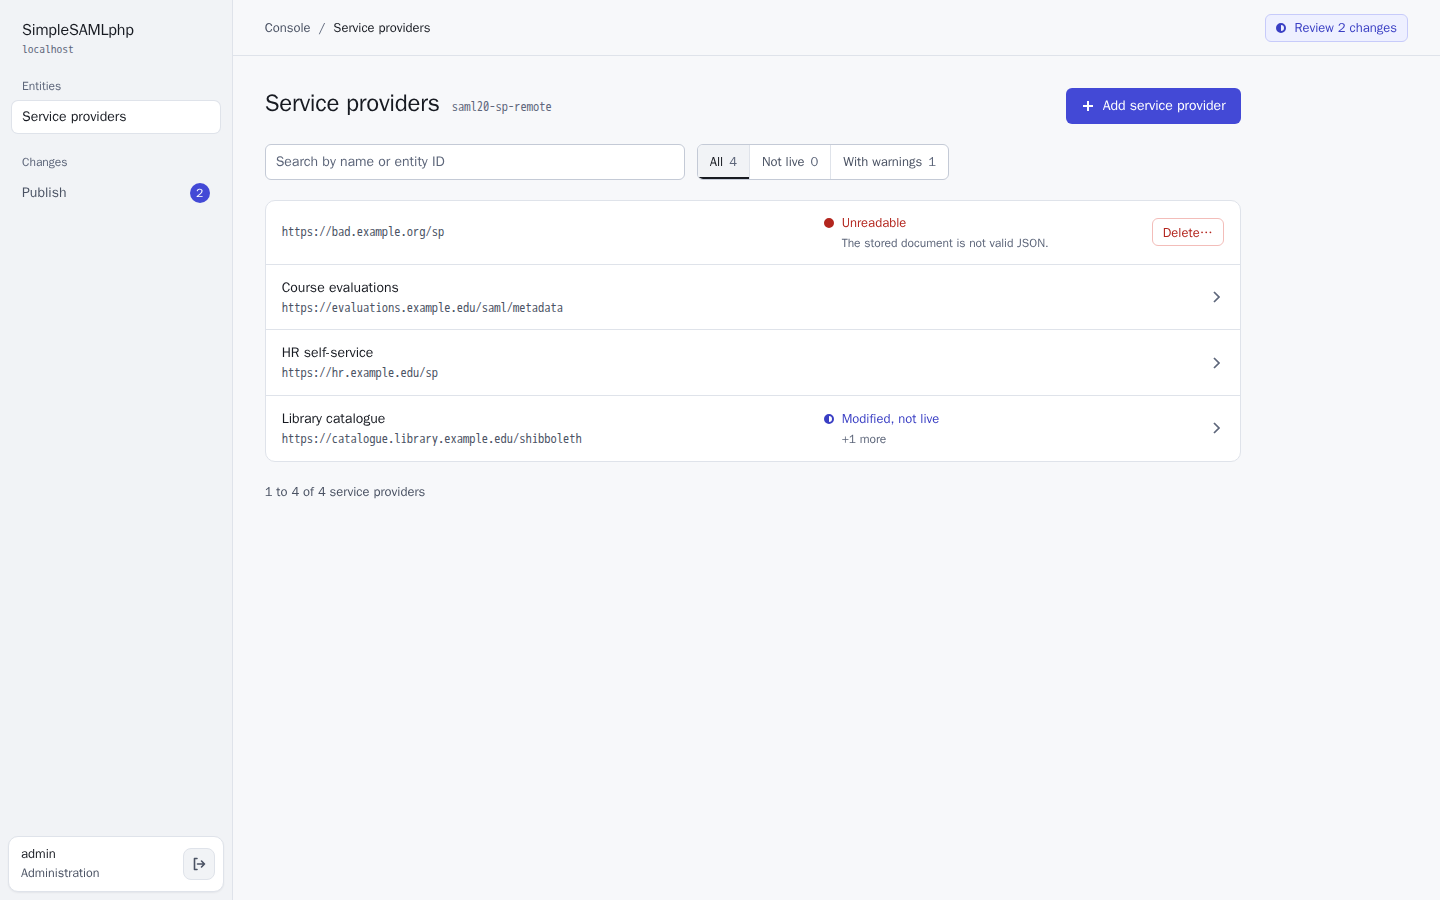 SimpleSAMLphp
localhost
Entities
Service providers
Changes
Publish 2
admin
Administration
Console / Service providers
Review 2 changes
Service providers saml20-sp-remote
Add service provider
Search by name or entity ID
All 4 Not live 0 With warnings 1
https://bad.example.org/sp
Unreadable
The stored document is not valid JSON.
Delete…
Course evaluations
https://evaluations.example.edu/saml/metadata
HR self-service
https://hr.example.edu/sp
Library catalogue
https://catalogue.library.example.edu/shibboleth
Modified, not live
+1 more
1 to 4 of 4 service providers